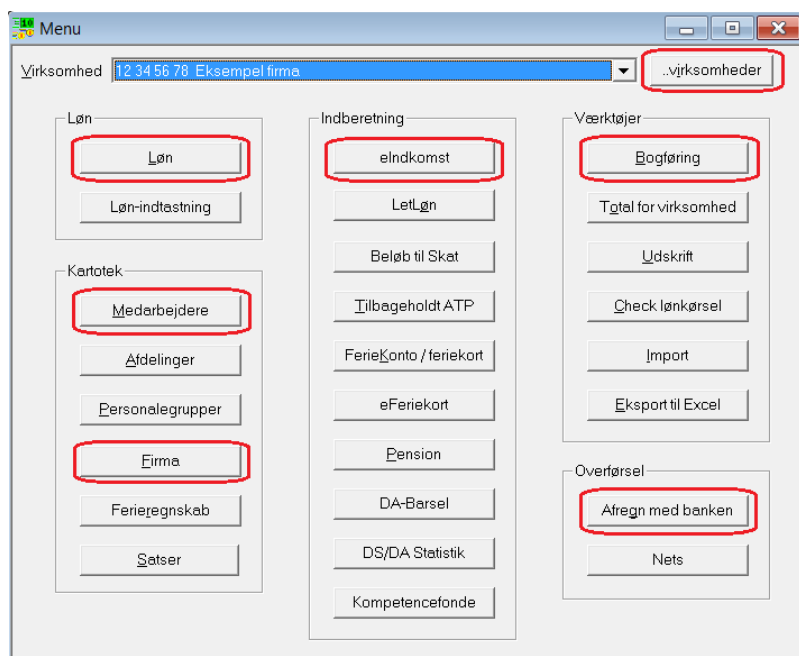 Menu
Virksomhed 12 34 56 78 Eksempel firma ..virksomheder
Løn
Løn
Løn-indtastning
Kartotek
Medarbejdere
Afdelinger
Personalegrupper
Firma
Ferieregnskab
Satser
Indberetning
eIndkomst
LetLøn
Beløb til Skat
Tilbageholdt ATP
FerieKonto / feriekort
eFeriekort
Pension
DA-Barsel
DS/DA Statistik
Kompetencefonde
Værktøjer
Bogføring
Total for virksomhed
Udskrift
Check lønkørsel
Import
Eksport til Excel
Overførsel
Afregn med banken
Nets